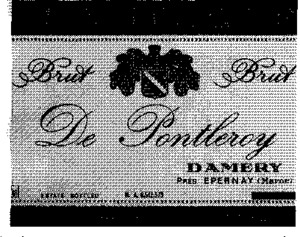 Brut Brut
De Pontleroy
DAMERY
Près EPERNAY (Marne)
ESTATE BOTTLED